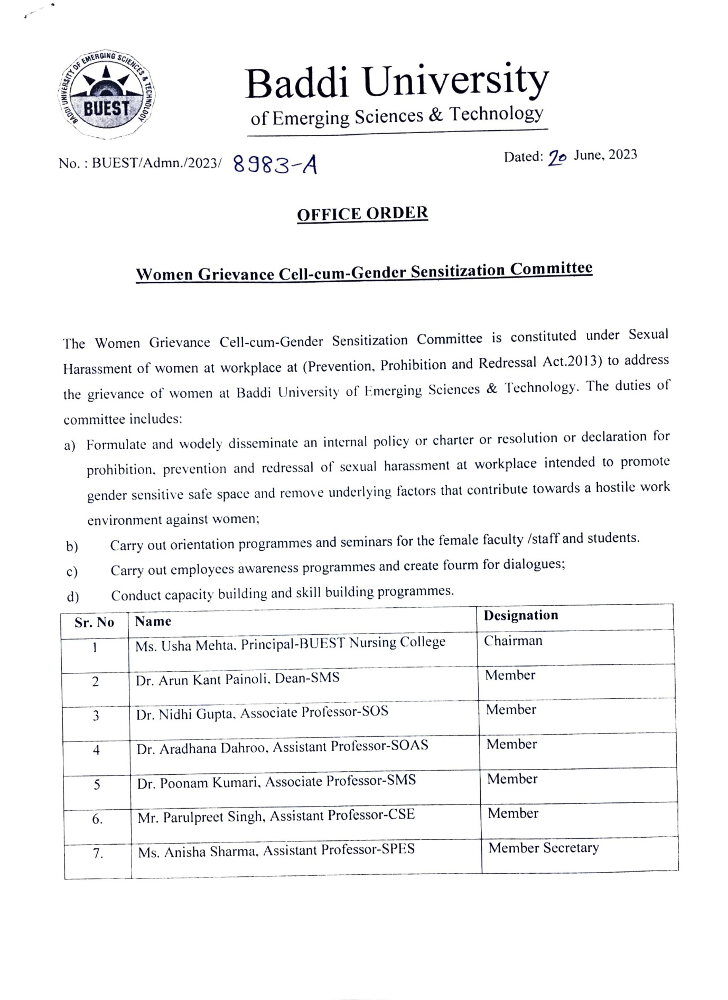 BADDI UNIVERSITY OF EMERGING SCIENCES & TECHNOLOGY
BUEST
Baddi University
of Emerging Sciences & Technology
No. : BUEST/Admn./2023/ 8983-A Dated: 20 June, 2023
OFFICE ORDER
Women Grievance Cell-cum-Gender Sensitization Committee
The Women Grievance Cell-cum-Gender Sensitization Committee is constituted under Sexual
Harassment of women at workplace at (Prevention, Prohibition and Redressal Act.2013) to address
the grievance of women at Baddi University of Emerging Sciences & Technology. The duties of
committee includes:
a) Formulate and wodely disseminate an internal policy or charter or resolution or declaration for
prohibition, prevention and redressal of sexual harassment at workplace intended to promote
gender sensitive safe space and remove underlying factors that contribute towards a hostile work
environment against women;
b) Carry out orientation programmes and seminars for the female faculty /staff and students.
c) Carry out employees awareness programmes and create fourm for dialogues;
d) Conduct capacity building and skill building programmes.
Sr. No Name Designation
1 Ms. Usha Mehta, Principal-BUEST Nursing College Chairman
2 Dr. Arun Kant Painoli, Dean-SMS Member
3 Dr. Nidhi Gupta, Associate Professor-SOS Member
4 Dr. Aradhana Dahroo, Assistant Professor-SOAS Member
5 Dr. Poonam Kumari, Associate Professor-SMS Member
6. Mr. Parulpreet Singh, Assistant Professor-CSE Member
7. Ms. Anisha Sharma, Assistant Professor-SPES Member Secretary